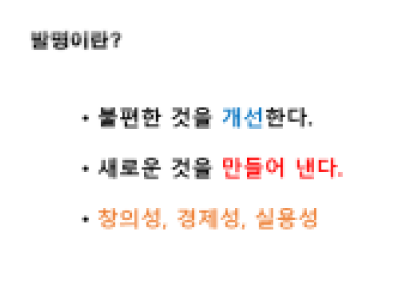 발명이란?
• 불편한 것을 개선한다.
• 새로운 것을 만들어 낸다.
• 창의성, 경제성, 실용성